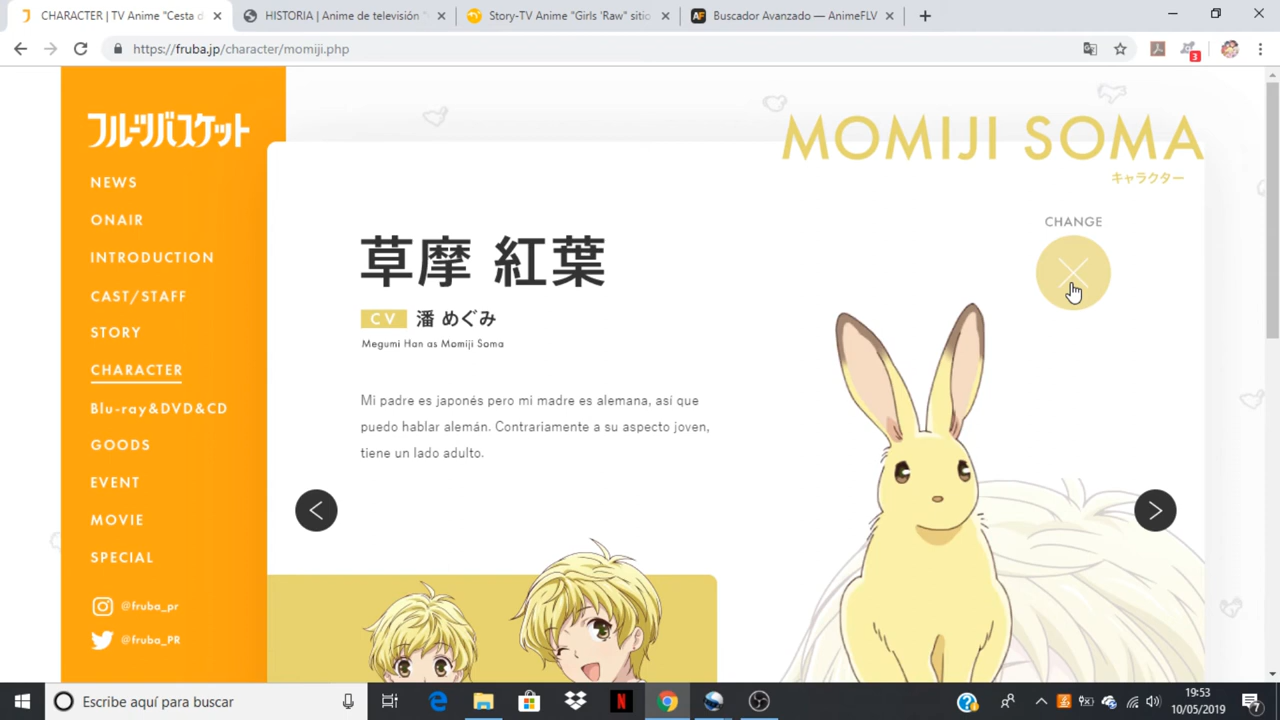 CHARACTER | TV Anime "Cesta d
HISTORIA | Anime de televisión "
Story-TV Anime "Girls 'Raw" sitio
AF
Buscador Avanzado — AnimeFLV
https://fruba.jp/character/momiji.php
3
フルーツバスケット
NEWS
ONAIR
INTRODUCTION
CAST/STAFF
STORY
CHARACTER
Blu-ray&DVD&CD
GOODS
EVENT
MOVIE
SPECIAL
@fruba_pr
@fruba_PR
MOMIJI SOMA
キャラクター
CHANGE
草摩 紅葉
CV 潘 めぐみ
Megumi Han as Momiji Soma
Mi padre es japonés pero mi madre es alemana, así que
puedo hablar alemán. Contrariamente a su aspecto joven,
tiene un lado adulto.
Escribe aquí para buscar
19:53
10/05/2019
7